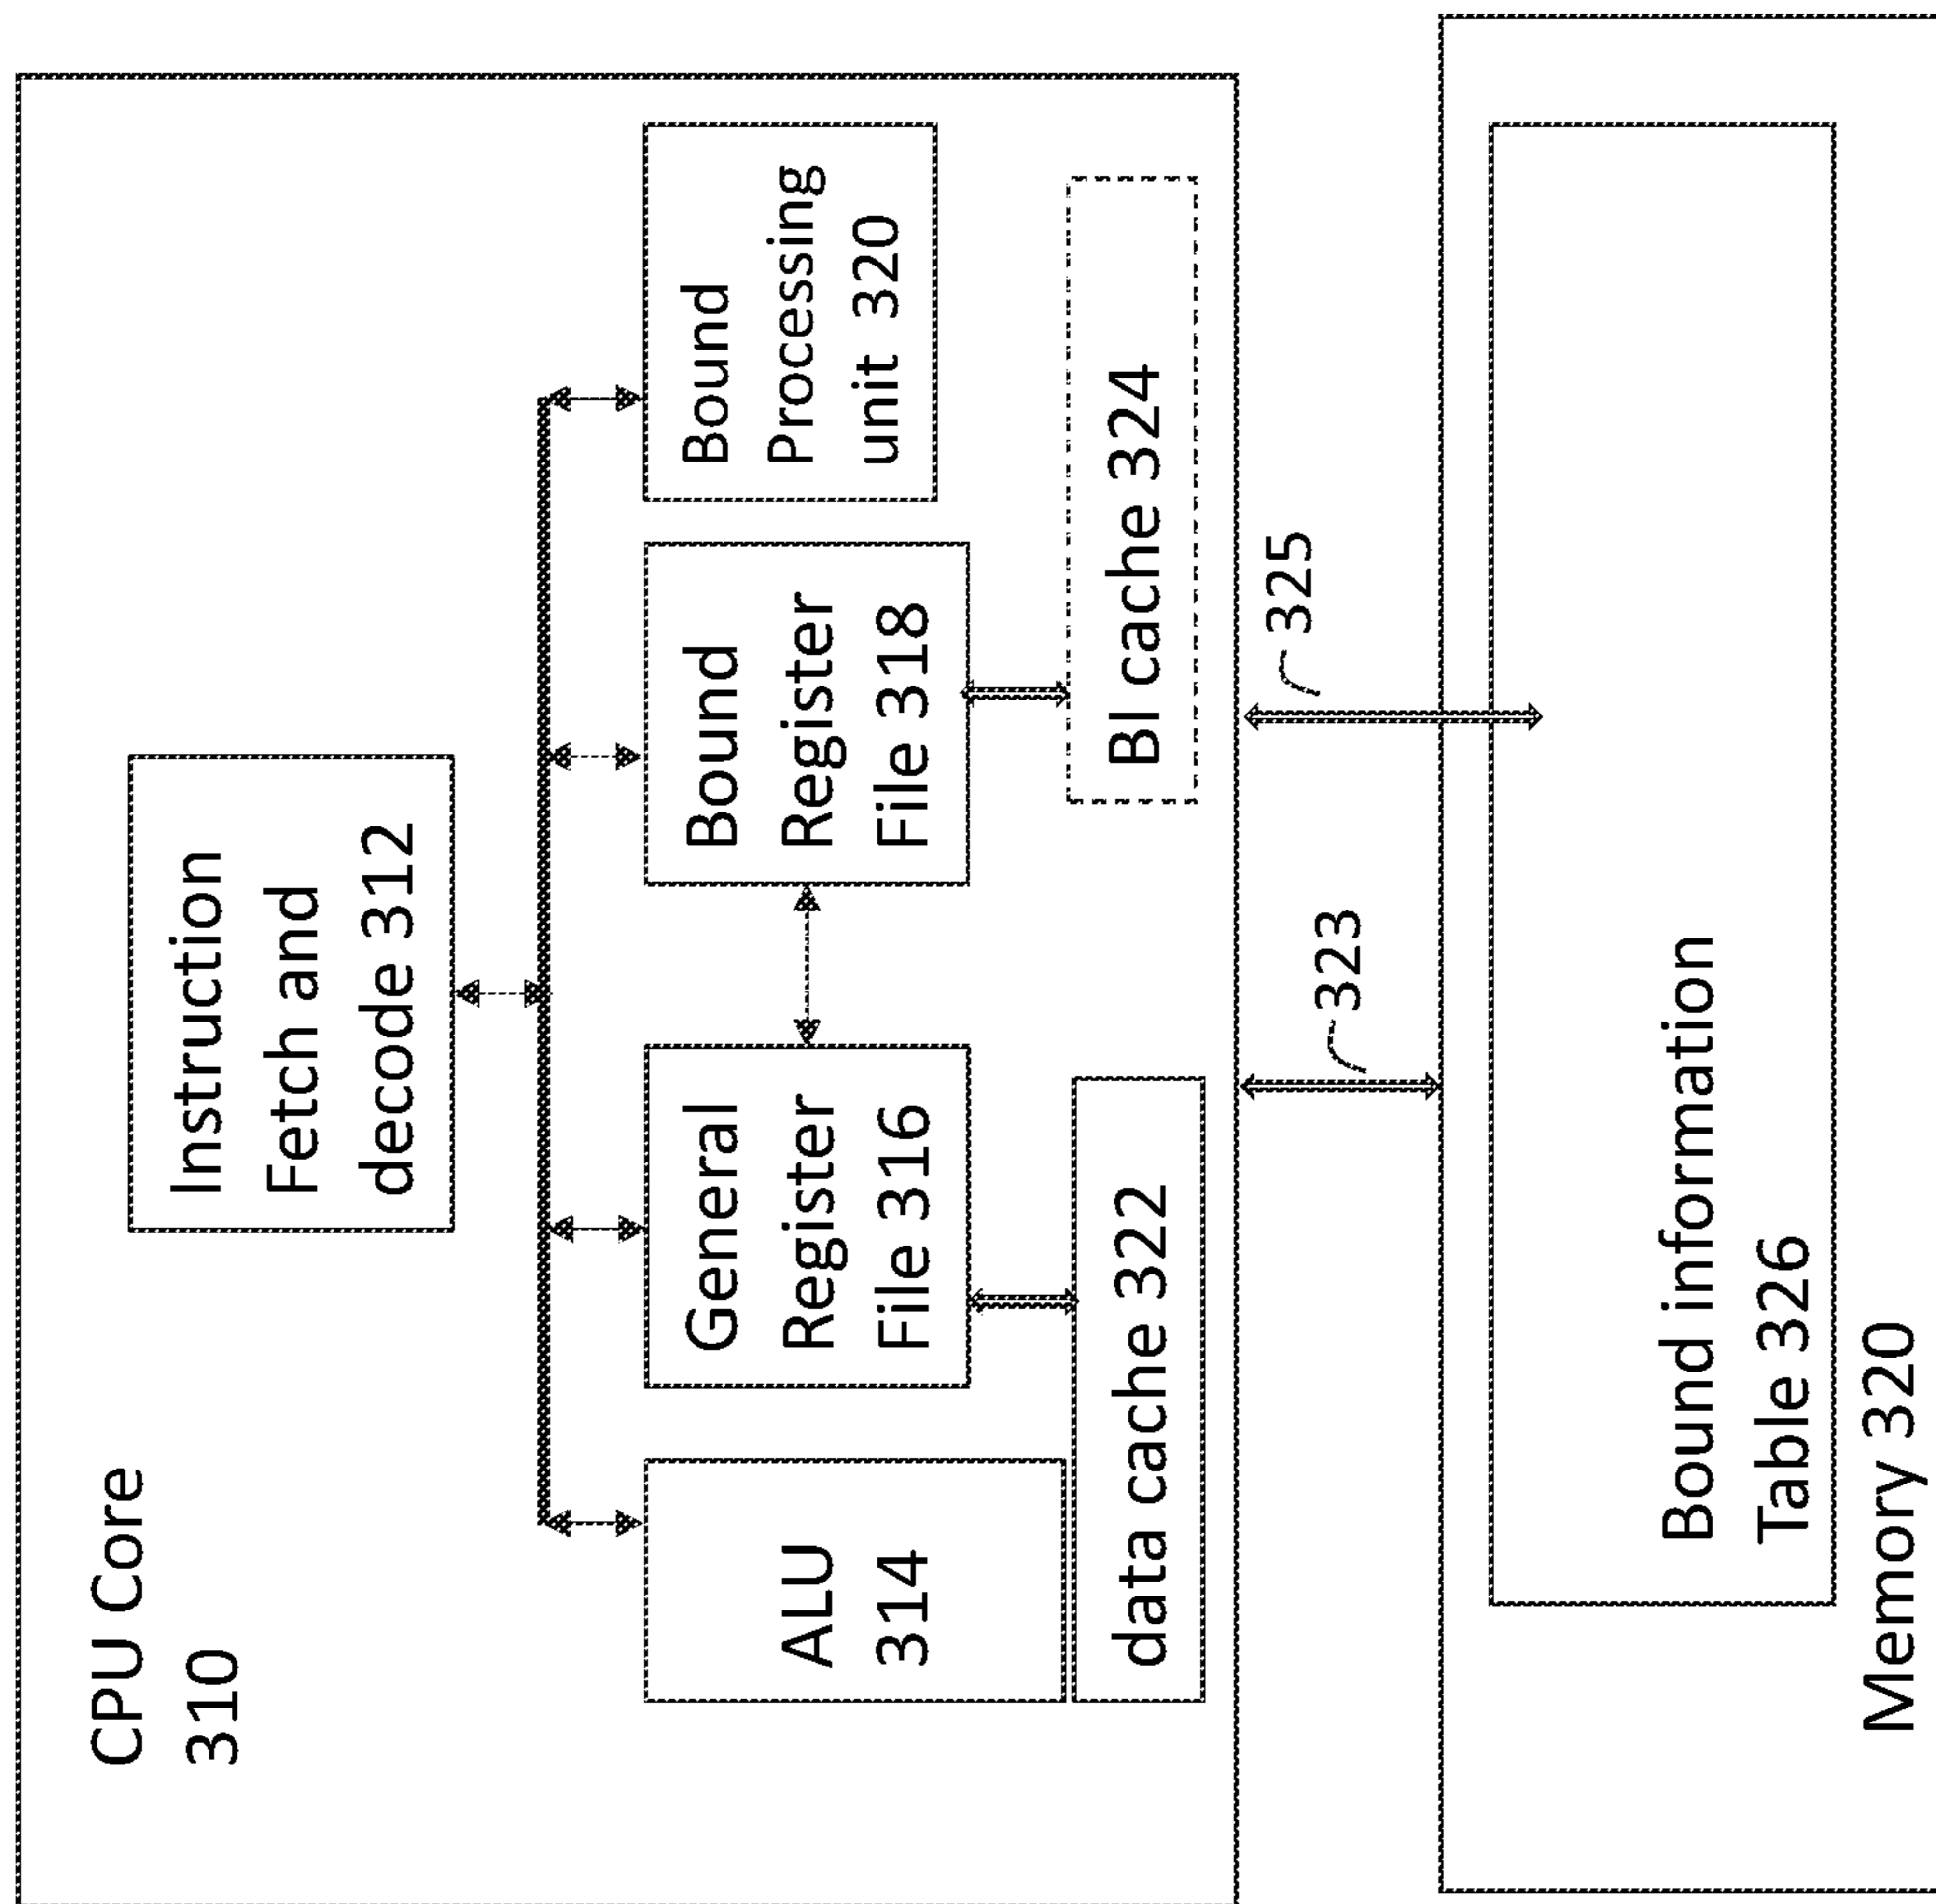 CPU Core
310
Instruction
Fetch and
decode 312
ALU
314
General
Register
File 316
Bound
Register
File 318
Bound
Processing
unit 320
data cache 322
BI cache 324
323
325
Bound information
Table 326
Memory 320